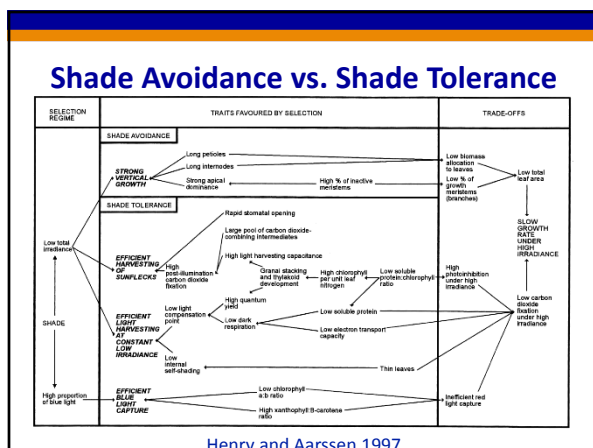 Shade Avoidance vs. Shade Tolerance
SELECTION
REGIME
TRAITS FAVOURED BY SELECTION
TRADE-OFFS
SHADE AVOIDANCE
STRONG
VERTICAL
GROWTH
Long petioles
Long internodes
Strong apical
dominance
High % of inactive
meristems
Low biomass
allocation
to leaves
Low % of
growth
meristems
(branches)
Low total
leaf area
SHADE TOLERANCE
Low total
irradiance
SHADE
High proportion
of blue light
EFFICIENT
HARVESTING
OF
SUNFLECKS
Rapid stomatal opening
Large pool of carbon dioxide-
combining intermediates
High light harvesting capacitance
High
post-illumination
carbon dioxide
fixation
Granal stacking
and thylakoid
development
High chlorophyll
per unit leaf
nitrogen
Low soluble
protein:chlorophyll
ratio
High
photoinhibition
under high
irradiance
SLOW
GROWTH
RATE
UNDER
HIGH
IRRADIANCE
EFFICIENT
LIGHT
HARVESTING
AT
CONSTANT
LOW
IRRADIANCE
Low light
compensation
point
High quantum
yield
Low dark
respiration
Low soluble protein
Low electron transport
capacity
Low
internal
self-shading
Thin leaves
Low carbon
dioxide
fixation
under high
irradiance
EFFICIENT
BLUE
LIGHT
CAPTURE
Low chlorophyll
a:b ratio
High xanthophyll:B-carotene
ratio
Inefficient red
light capture
Henry and Aarssen 1997